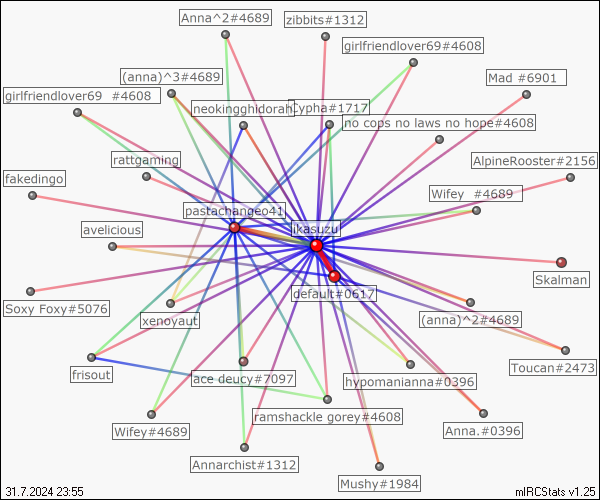 Anna^2#4689
zibbits#1312
girlfriendlover69#4608
(anna)^3#4689
Mad #6901
girlfriendlover69 #4608
neokingghidorah
Cypha#1717
no cops no laws no hope#4608
rattgaming
AlpineRooster#2156
fakedingo
Wifey #4689
pastachangeo41
ikasuzu
avelicious
Skalman
default#0617
Soxy Foxy#5076
xenoyaut
(anna)^2#4689
Toucan#2473
frisout
ace deucy#7097
hypomanianna#0396
ramshackle gorey#4608
Wifey#4689
Anna.#0396
Annarchist#1312
Mushy#1984
31.7.2024 23:55
mIRCStats v1.25